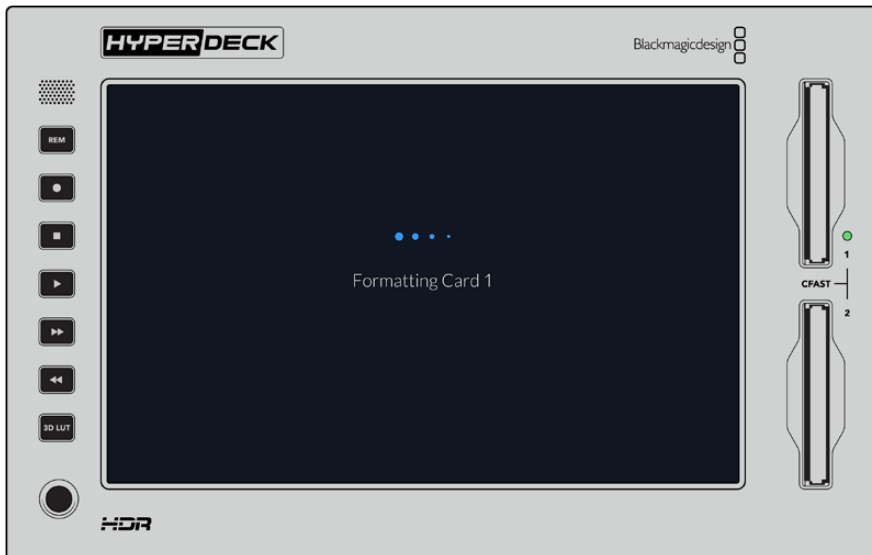 HYPERDECK
Blackmagicdesign
REM
Formatting Card 1
1
CFAST
2
3D LUT
HDR